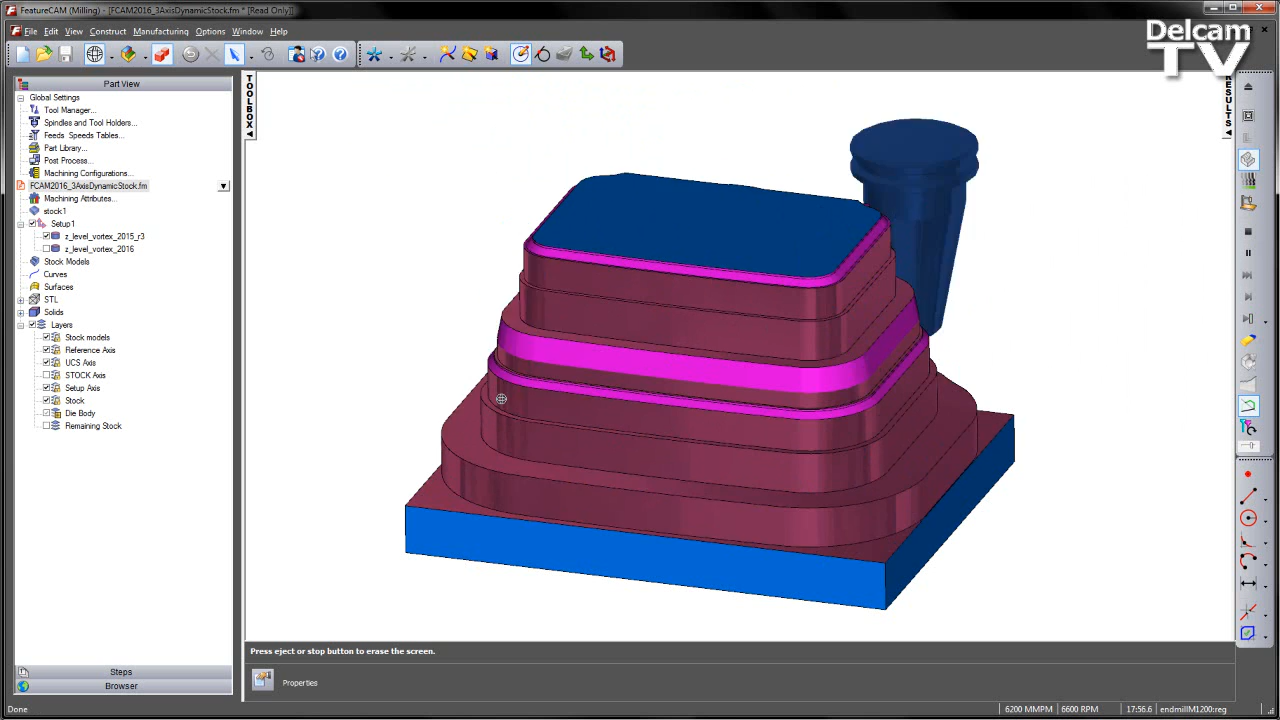 FeatureCAM (Milling) - [FCAM2016_3AxisDynamicStock.fm * [Read Only]]
File Edit View Construct Manufacturing Options Window Help
Delcam
TV
Part View
Global Settings
Tool Manager...
Spindles and Tool Holders...
Feeds Speeds Tables...
Part Library...
Post Process...
Machining Configurations...
FCAM2016_3AxisDynamicStock.fm
Machining Attributes...
stock1
Setup1
z_level_vortex_2015_r3
z_level_vortex_2016
Stock Models
Curves
Surfaces
STL
Solids
Layers
Stock models
Reference Axis
UCS Axis
STOCK Axis
Setup Axis
Stock
Die Body
Remaining Stock
Steps
Browser
TOOLBOX
RESULTS
Press eject or stop button to erase the screen.
Properties
Done
6200 MMPM 6600 RPM 17:56.6 endmillM1200:reg